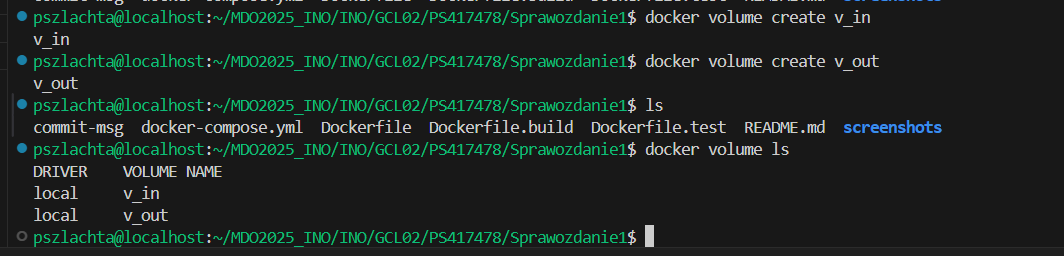 pszlachta@localhost:~/MDO2025_INO/INO/GCL02/PS417478/Sprawozdanie1$ docker volume create v_in
v_in
pszlachta@localhost:~/MDO2025_INO/INO/GCL02/PS417478/Sprawozdanie1$ docker volume create v_out
v_out
pszlachta@localhost:~/MDO2025_INO/INO/GCL02/PS417478/Sprawozdanie1$ ls
commit-msg  docker-compose.yml  Dockerfile  Dockerfile.build  Dockerfile.test  README.md  screenshots
pszlachta@localhost:~/MDO2025_INO/INO/GCL02/PS417478/Sprawozdanie1$ docker volume ls
DRIVER    VOLUME NAME
local     v_in
local     v_out
pszlachta@localhost:~/MDO2025_INO/INO/GCL02/PS417478/Sprawozdanie1$